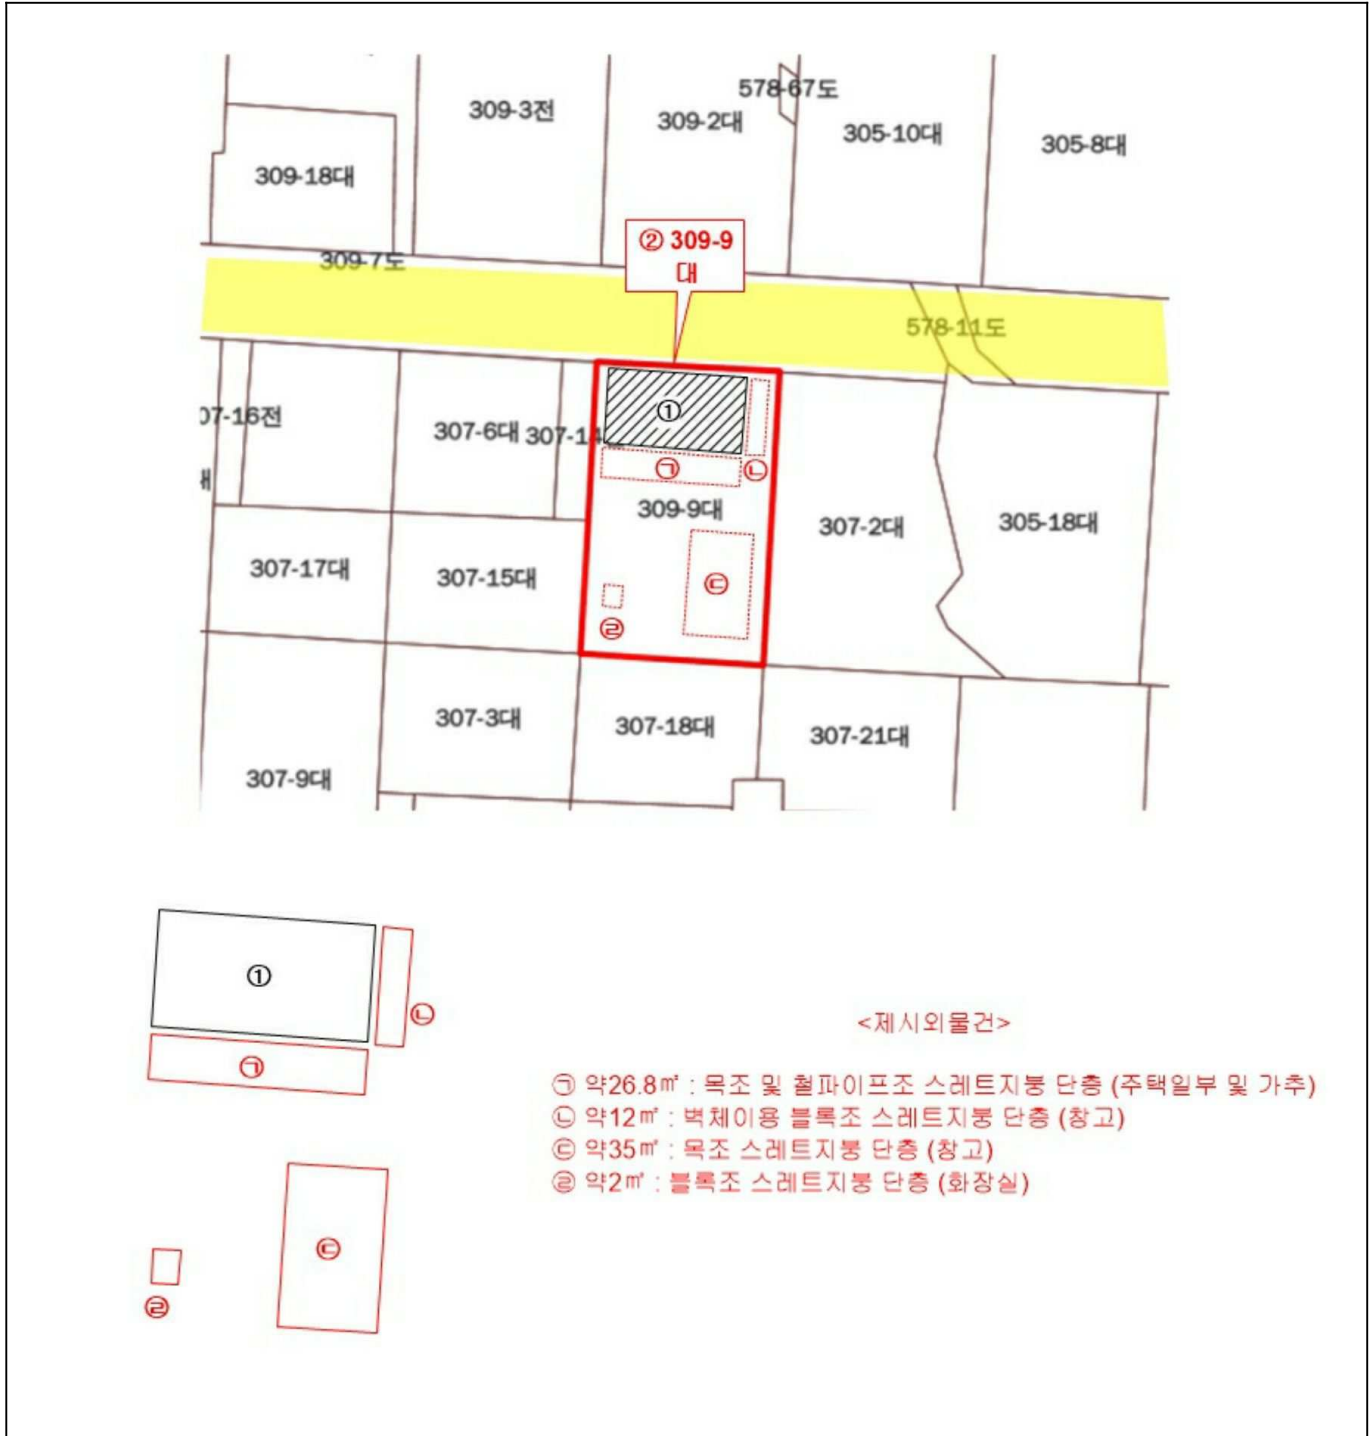 578-67도
309-3전
309-2대
305-10대
305-8대
309-18대
② 309-9
대
309-7도
578-11도
①
07-16전
307-6대
307-14
㉠
㉡
309-9대
307-2대
305-18대
307-17대
307-15대
㉢
㉣
307-3대
307-18대
307-21대
307-9대
①
㉡
㉠
<제시외물건>
㉠ 약26.8㎡ : 목조 및 철파이프조 스레트지붕 단층 (주택일부 및 가추)
㉡ 약12㎡ : 벽체이용 블록조 스레트지붕 단층 (창고)
㉢ 약35㎡ : 목조 스레트지붕 단층 (창고)
㉣ 약2㎡ : 블록조 스레트지붕 단층 (화장실)
㉢
㉣